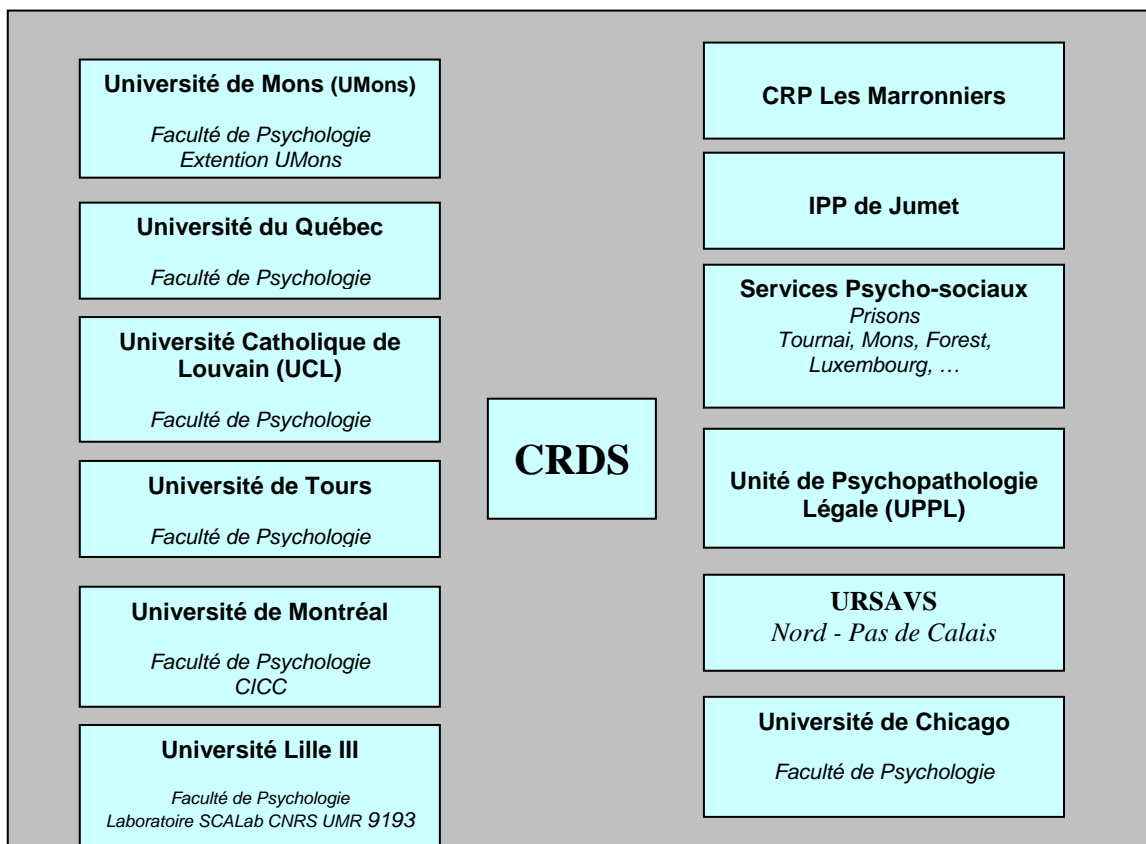 Université de Mons (UMons)
Faculté de Psychologie
Extention UMons
Université du Québec
Faculté de Psychologie
Université Catholique de
Louvain (UCL)
Faculté de Psychologie
Université de Tours
Faculté de Psychologie
Université de Montréal
Faculté de Psychologie
CICC
Université Lille III
Faculté de Psychologie
Laboratoire SCALab CNRS UMR 9193
CRDS
CRP Les Marronniers
IPP de Jumet
Services Psycho-sociaux
Prisons
Tournai, Mons, Forest,
Luxembourg, …
Unité de Psychopathologie
Légale (UPPL)
URSAVS
Nord - Pas de Calais
Université de Chicago
Faculté de Psychologie